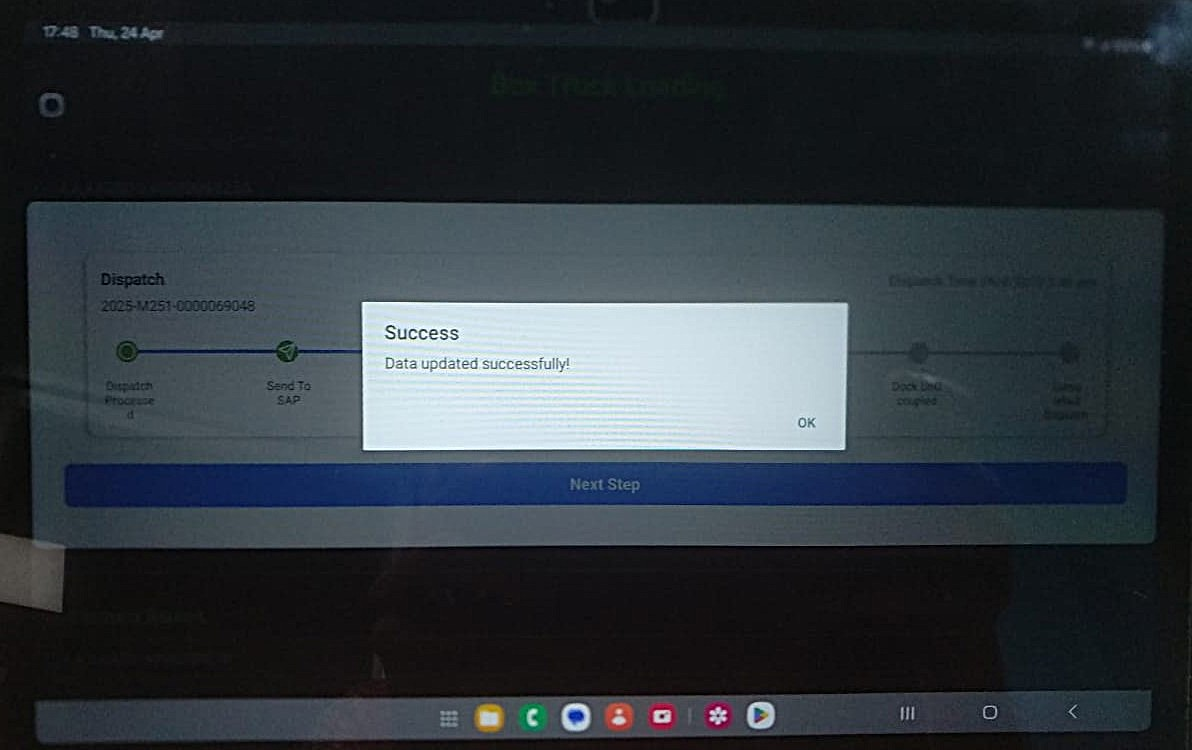 17:48 Thu, 24 Apr
Dispatch
2025-M251-0000069048
Success
Data updated successfully!
OK
Dispatch
Processe
d
Send To
SAP
Dock
coupled
Next Step